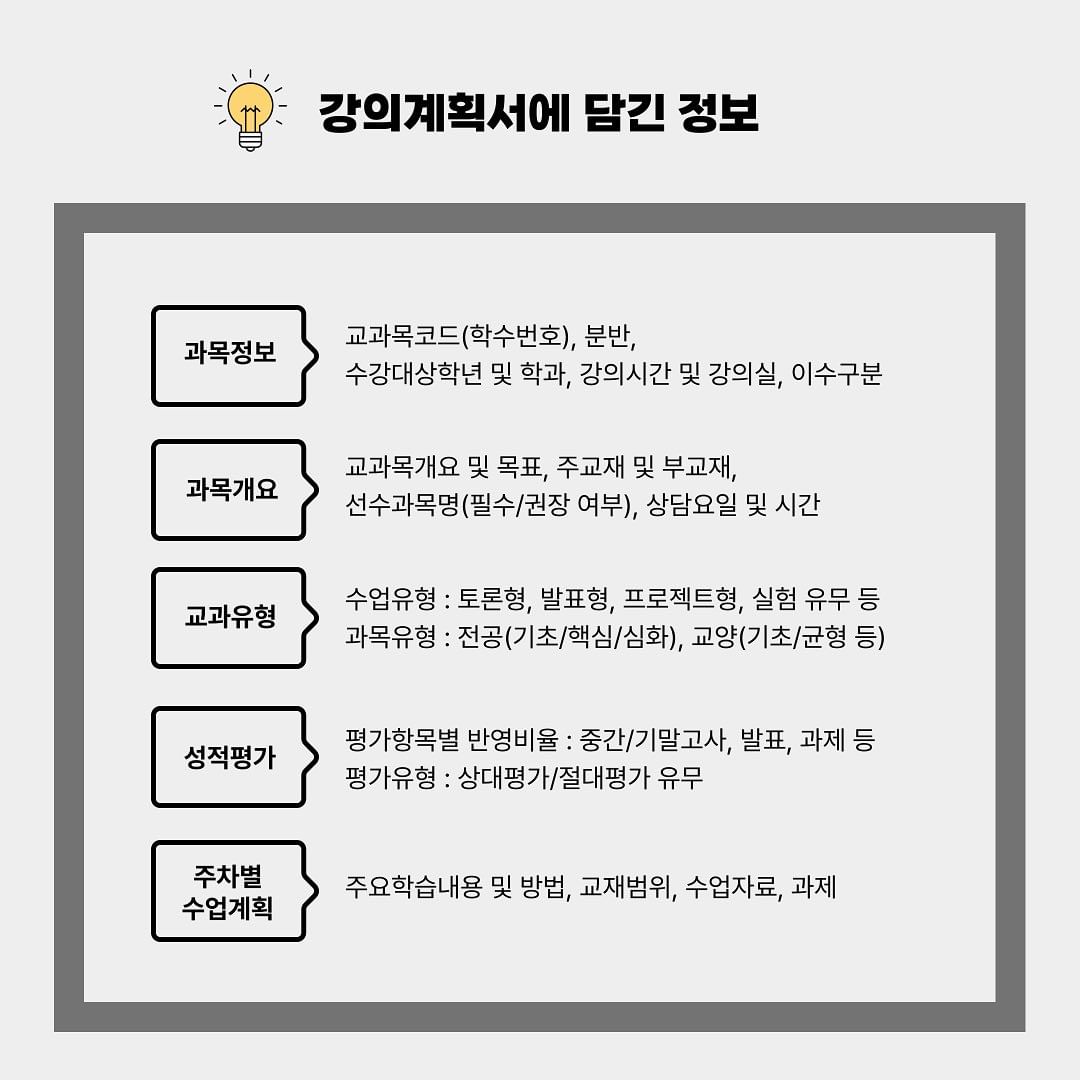 강의계획서에 담긴 정보
과목정보
교과목코드(학수번호), 분반,
수강대상학년 및 학과, 강의시간 및 강의실, 이수구분
과목개요
교과목개요 및 목표, 주교재 및 부교재,
선수과목명(필수/권장 여부), 상담요일 및 시간
교과유형
수업유형 : 토론형, 발표형, 프로젝트형, 실험 유무 등
과목유형 : 전공(기초/핵심/심화), 교양(기초/균형 등)
성적평가
평가항목별 반영비율 : 중간/기말고사, 발표, 과제 등
평가유형 : 상대평가/절대평가 유무
주차별
수업계획
주요학습내용 및 방법, 교재범위, 수업자료, 과제